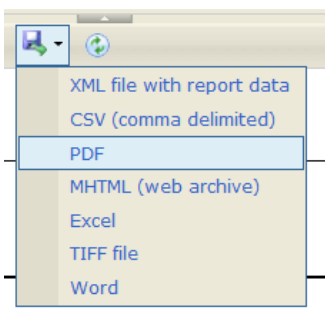 XML file with report data
CSV (comma delimited)
PDF
MHTML (web archive)
Excel
TIFF file
Word